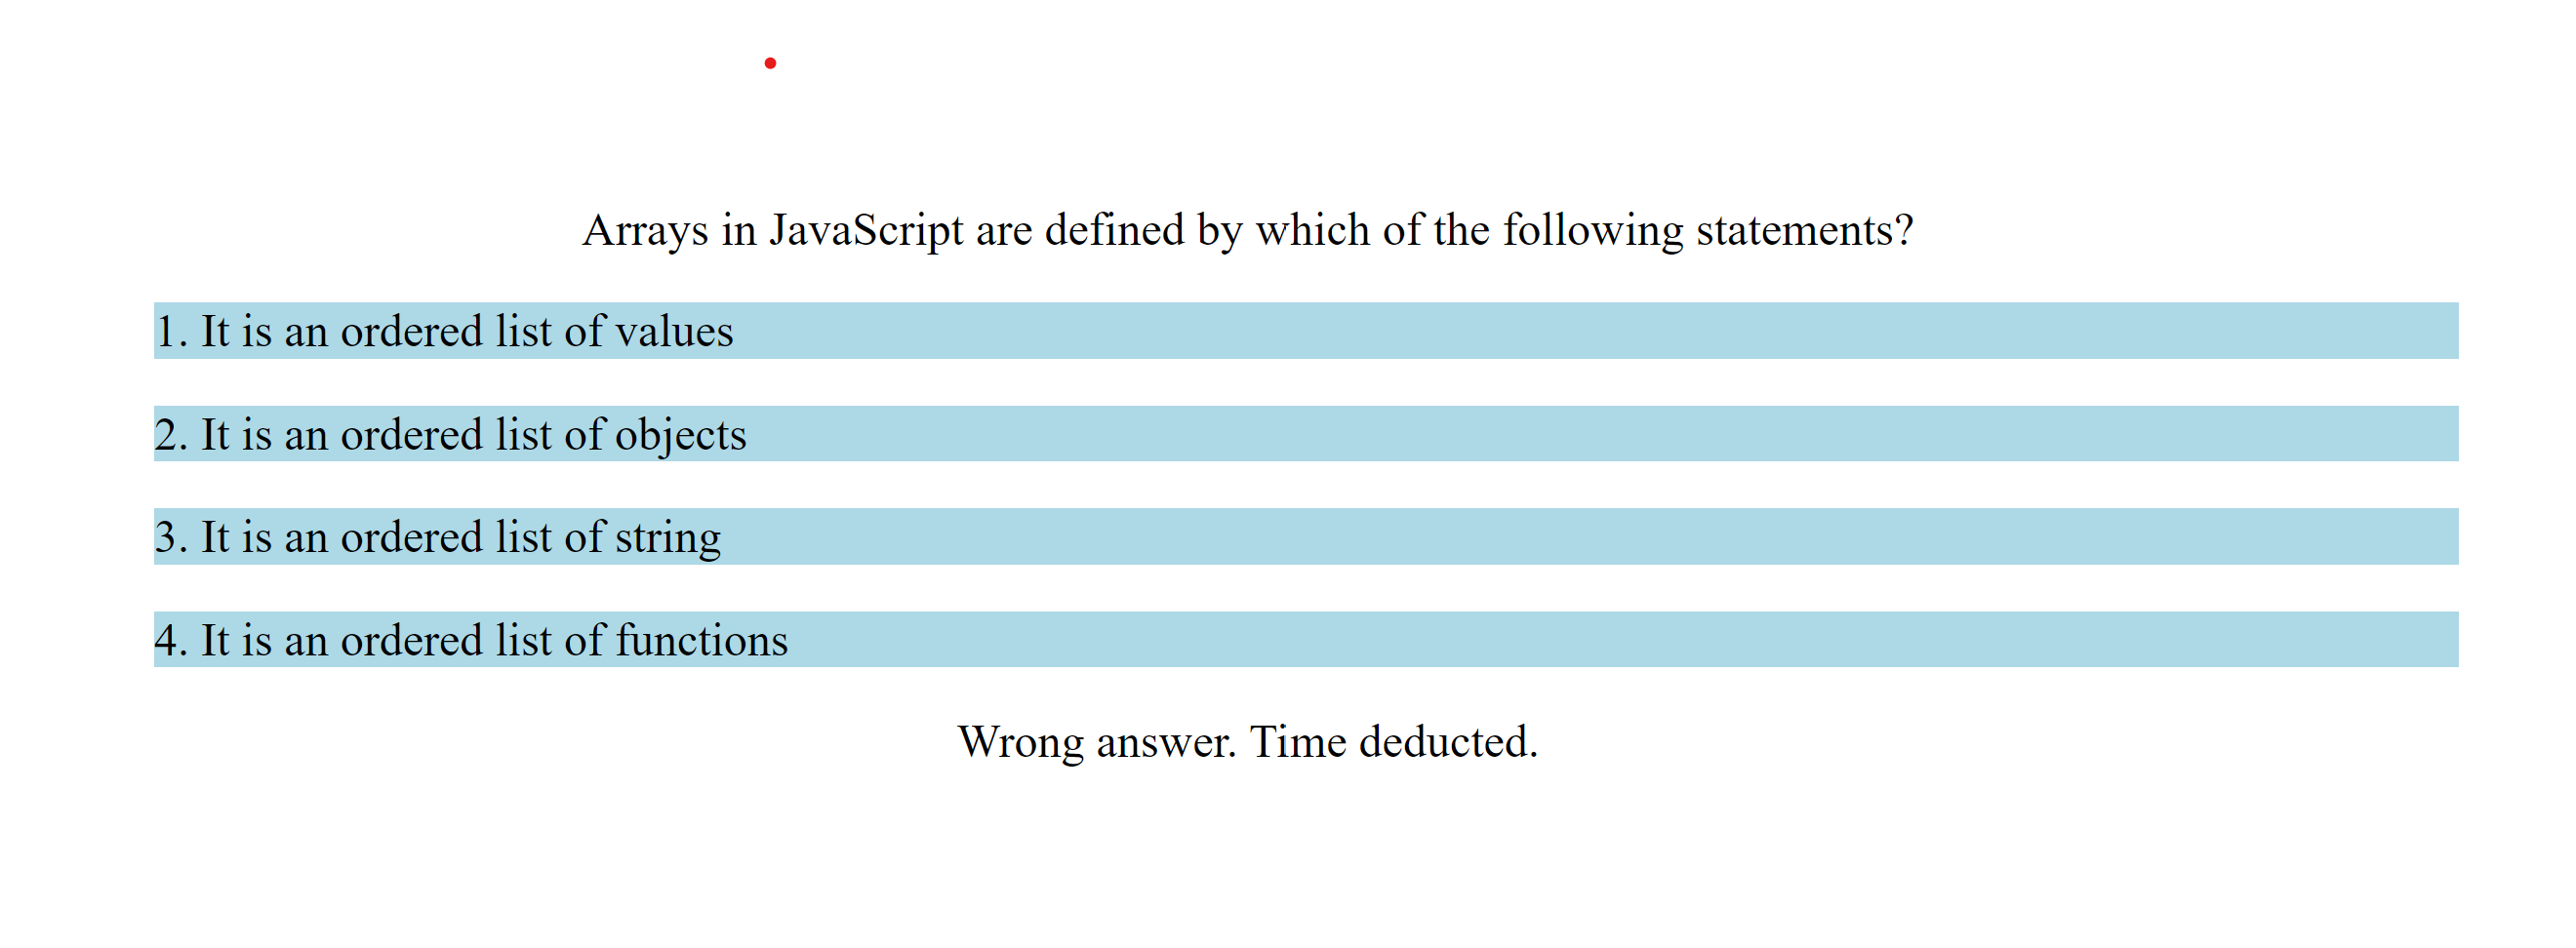 Arrays in JavaScript are defined by which of the following statements?
1. It is an ordered list of values
2. It is an ordered list of objects
3. It is an ordered list of string
4. It is an ordered list of functions
Wrong answer. Time deducted.